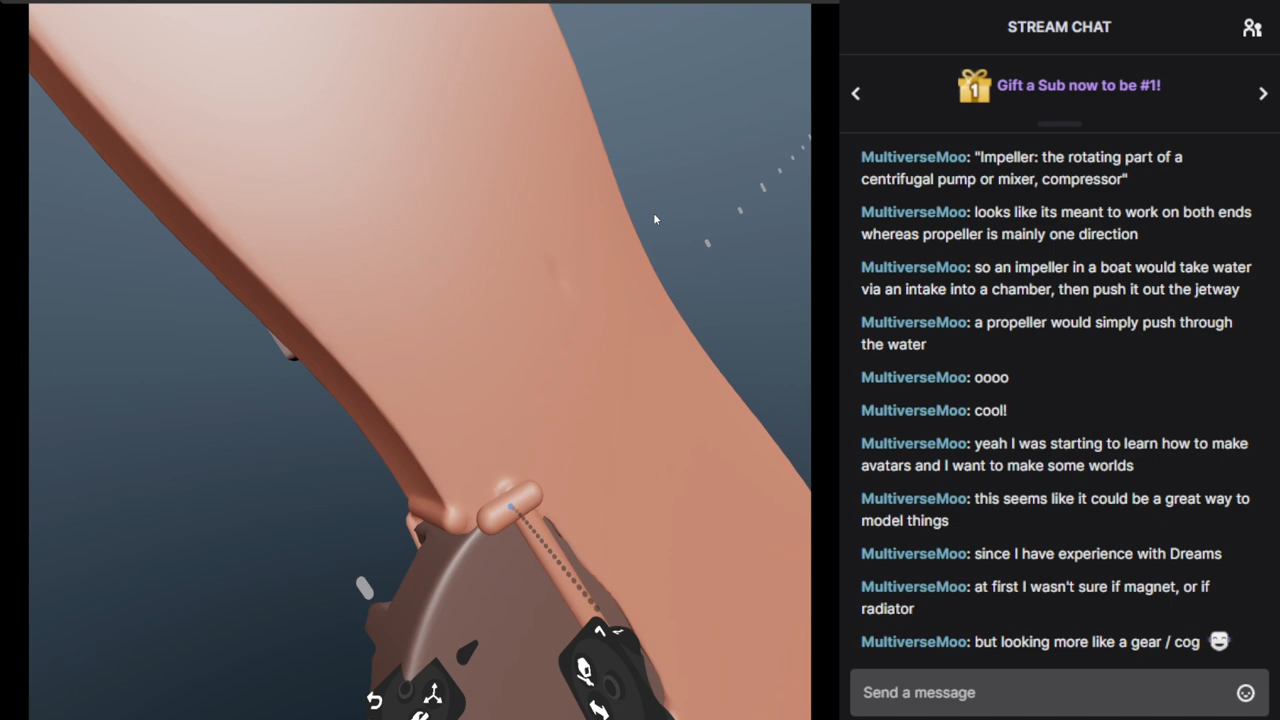 STREAM CHAT
1 Gift a Sub now to be #1!
MultiverseMoo: "Impeller: the rotating part of a
centrifugal pump or mixer, compressor"
MultiverseMoo: looks like its meant to work on both ends
whereas propeller is mainly one direction
MultiverseMoo: so an impeller in a boat would take water
via an intake into a chamber, then push it out the jetway
MultiverseMoo: a propeller would simply push through
the water
MultiverseMoo: oooo
MultiverseMoo: cool!
MultiverseMoo: yeah I was starting to learn how to make
avatars and I want to make some worlds
MultiverseMoo: this seems like it could be a great way to
model things
MultiverseMoo: since I have experience with Dreams
MultiverseMoo: at first I wasn't sure if magnet, or if
radiator
MultiverseMoo: but looking more like a gear / cog
Send a message